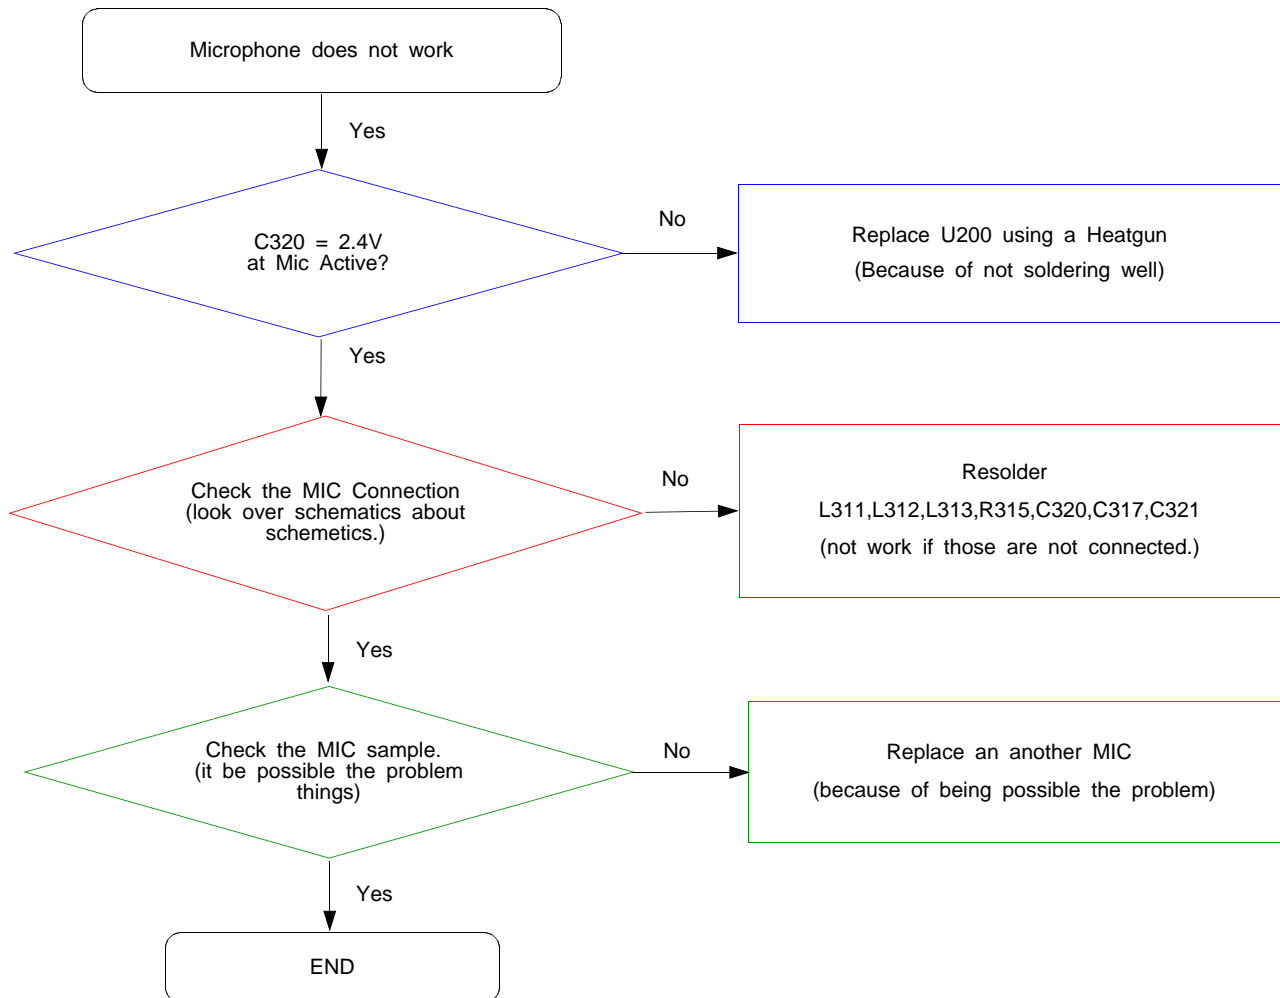 Microphone does not work
Yes
C320 = 2.4V
at Mic Active?
No
Replace U200 using a Heatgun
(Because of not soldering well)
Yes
Check the MIC Connection
(look over schematics about
schemetics.)
No
Resolder
L311,L312,L313,R315,C320,C317,C321
(not work if those are not connected.)
Yes
Check the MIC sample.
(it be possible the problem
things)
No
Replace an another MIC
(because of being possible the problem)
Yes
END